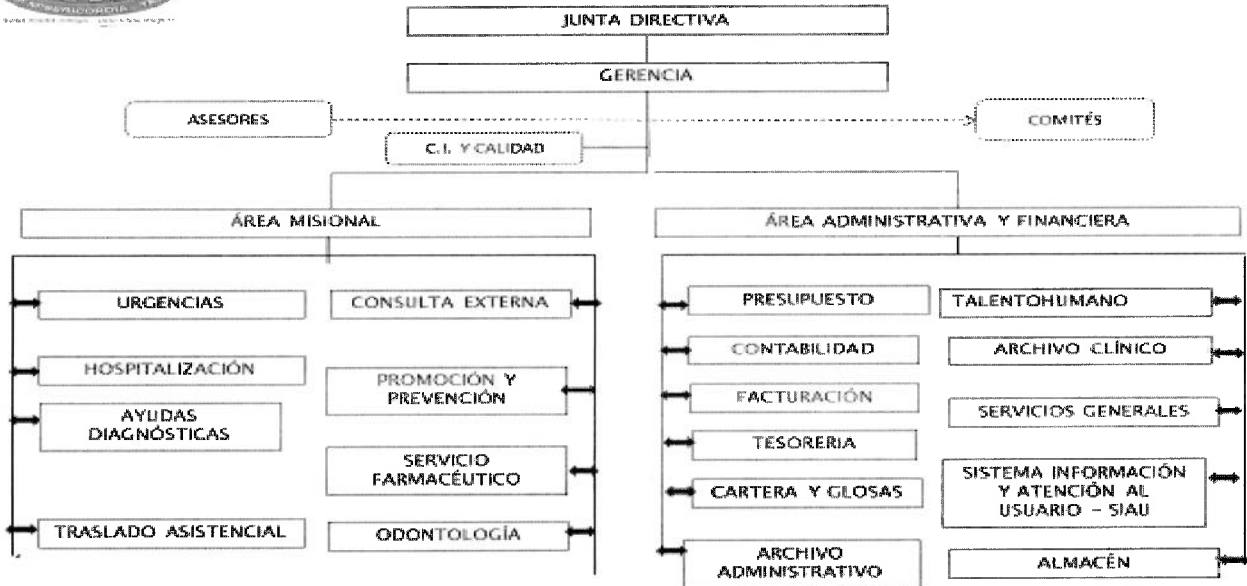 MISERICORDIA
JUNTA DIRECTIVA
GERENCIA
ASESORES
COMITÉS
C.I. Y CALIDAD
ÁREA MISIONAL
ÁREA ADMINISTRATIVA Y FINANCIERA
URGENCIAS
CONSULTA EXTERNA
HOSPITALIZACIÓN
PROMOCIÓN Y
PREVENCIÓN
AYUDAS
DIAGNÓSTICAS
SERVICIO
FARMACÉUTICO
TRASLADO ASISTENCIAL
ODONTOLOGÍA
PRESUPUESTO
TALENTOHUMANO
CONTABILIDAD
ARCHIVO CLÍNICO
FACTURACIÓN
SERVICIOS GENERALES
TESORERIA
CARTERA Y GLOSAS
SISTEMA INFORMACIÓN
Y ATENCIÓN AL
USUARIO – SIAU
ARCHIVO
ADMINISTRATIVO
ALMACÉN